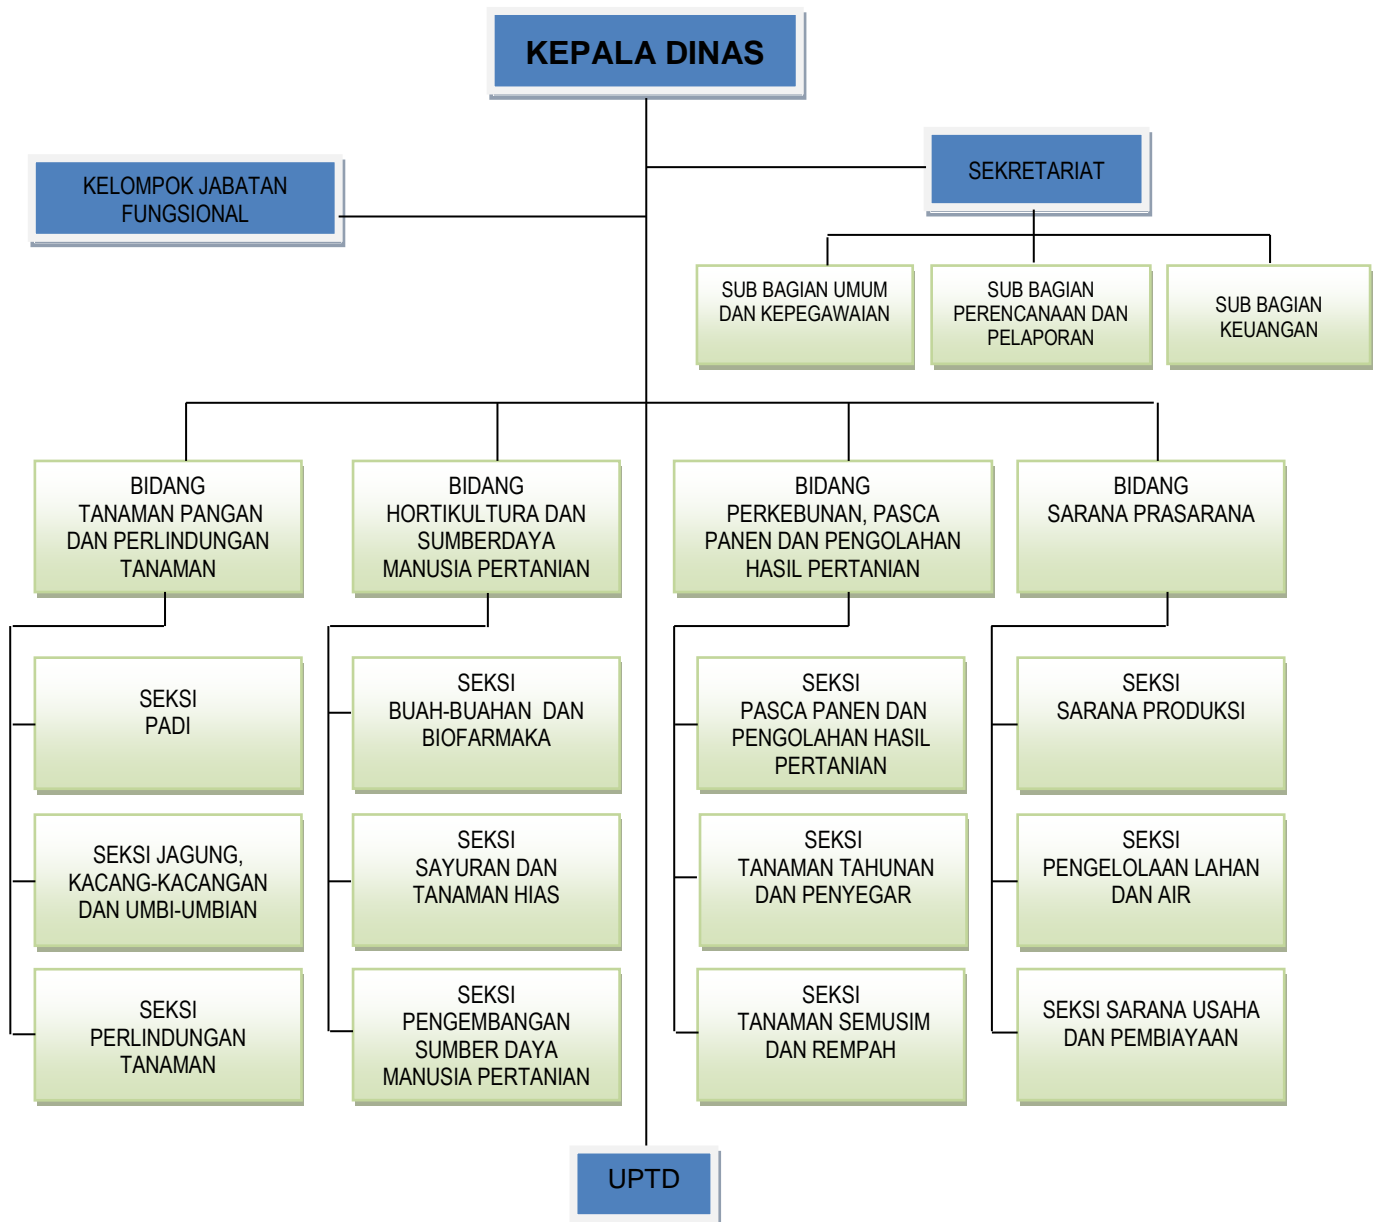 KEPALA DINAS
SEKRETARIAT
KELOMPOK JABATAN
FUNGSIONAL
SUB BAGIAN UMUM
DAN KEPEGAWAIAN
SUB BAGIAN
PERENCANAAN DAN
PELAPORAN
SUB BAGIAN
KEUANGAN
BIDANG
TANAMAN PANGAN
DAN PERLINDUNGAN
TANAMAN
BIDANG
HORTIKULTURA DAN
SUMBERDAYA
MANUSIA PERTANIAN
BIDANG
PERKEBUNAN, PASCA
PANEN DAN PENGOLAHAN
HASIL PERTANIAN
BIDANG
SARANA PRASARANA
SEKSI
PADI
SEKSI
BUAH-BUAHAN DAN
BIOFARMAKA
SEKSI
PASCA PANEN DAN
PENGOLAHAN HASIL
PERTANIAN
SEKSI
SARANA PRODUKSI
SEKSI JAGUNG,
KACANG-KACANGAN
DAN UMBI-UMBIAN
SEKSI
SAYURAN DAN
TANAMAN HIAS
SEKSI
TANAMAN TAHUNAN
DAN PENYEGAR
SEKSI
PENGELOLAAN LAHAN
DAN AIR
SEKSI
PERLINDUNGAN
TANAMAN
SEKSI
PENGEMBANGAN
SUMBER DAYA
MANUSIA PERTANIAN
SEKSI
TANAMAN SEMUSIM
DAN REMPAH
SEKSI SARANA USAHA
DAN PEMBIAYAAN
UPTD